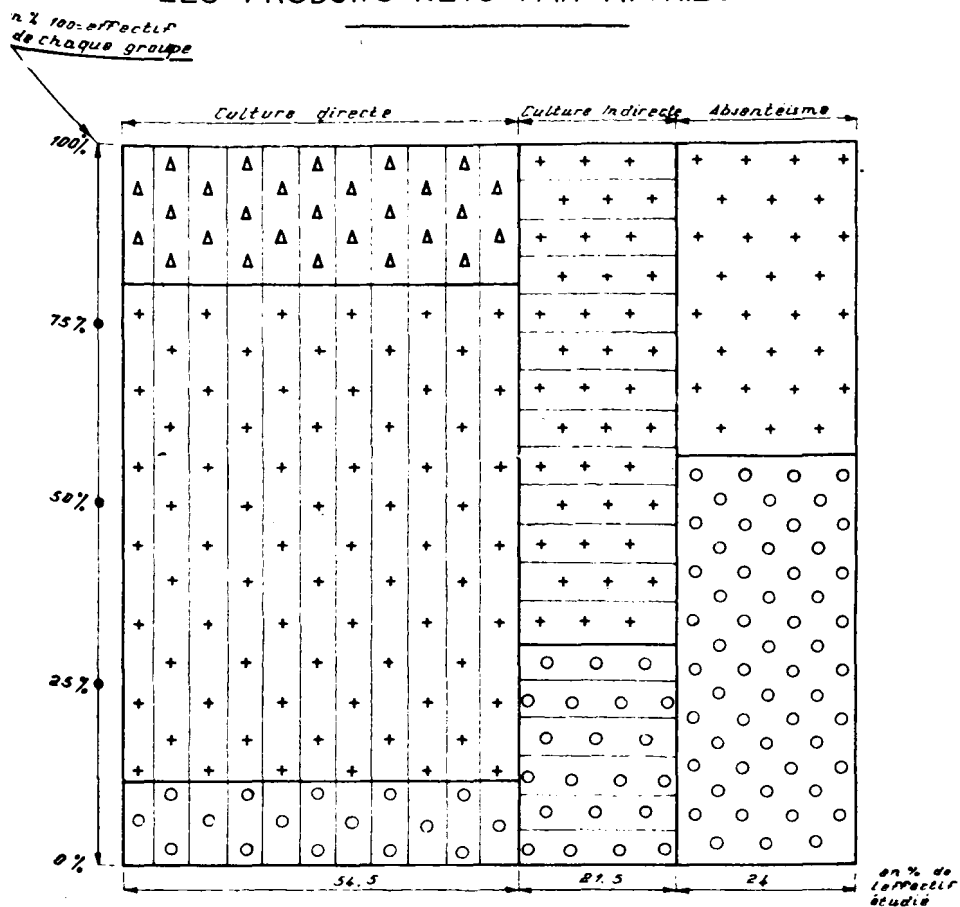 n % 100=effectif
de chaque groupe
Culture directe
Culture Indirecte
Absentéisme
100%
75%
50%
25%
0%
54.5
21.5
24
en % de
l'effectif
étudié